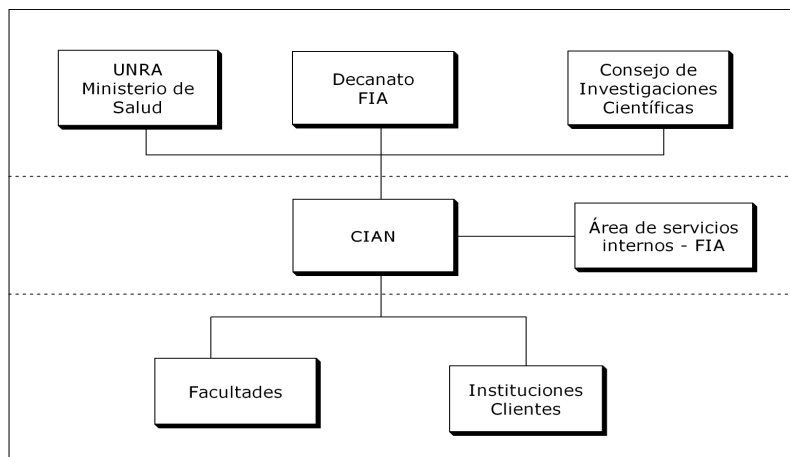 UNRA
Ministerio de
Salud
Decanato
FIA
Consejo de
Investigaciones
Científicas
CIAN
Área de servicios
internos - FIA
Facultades
Instituciones
Clientes